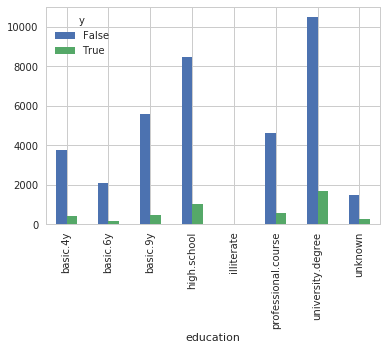 y
False
True
10000
8000
6000
4000
2000
0
basic.4y
basic.6y
basic.9y
high.school
illiterate
professional.course
university.degree
unknown
education